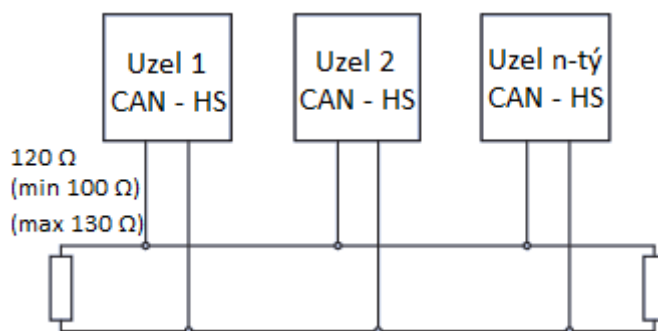 Uzel 1
CAN - HS
Uzel 2
CAN - HS
Uzel n-tý
CAN - HS
120 Ω
(min 100 Ω)
(max 130 Ω)